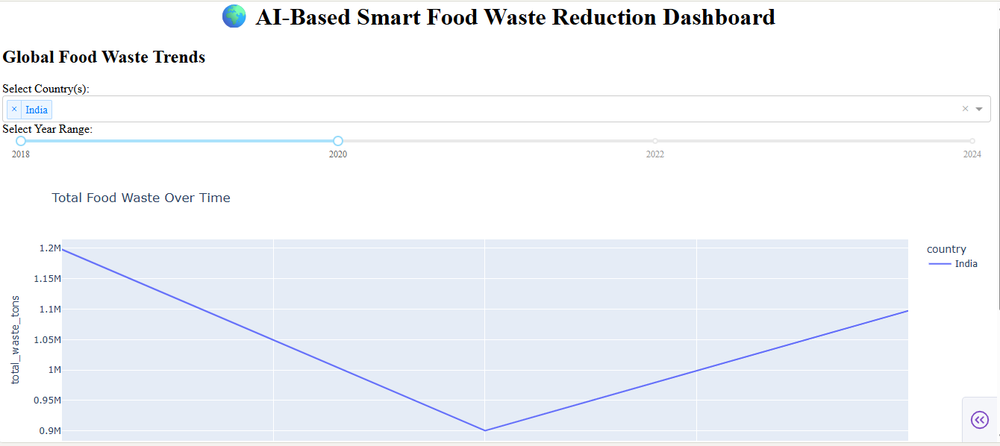 AI-Based Smart Food Waste Reduction Dashboard
Global Food Waste Trends
Select Country(s):
× India
Select Year Range:
2018 2020 2022 2024
Total Food Waste Over Time
1.2M
1.15M
1.1M
1.05M
1M
0.95M
0.9M
total_waste_tons
country
India